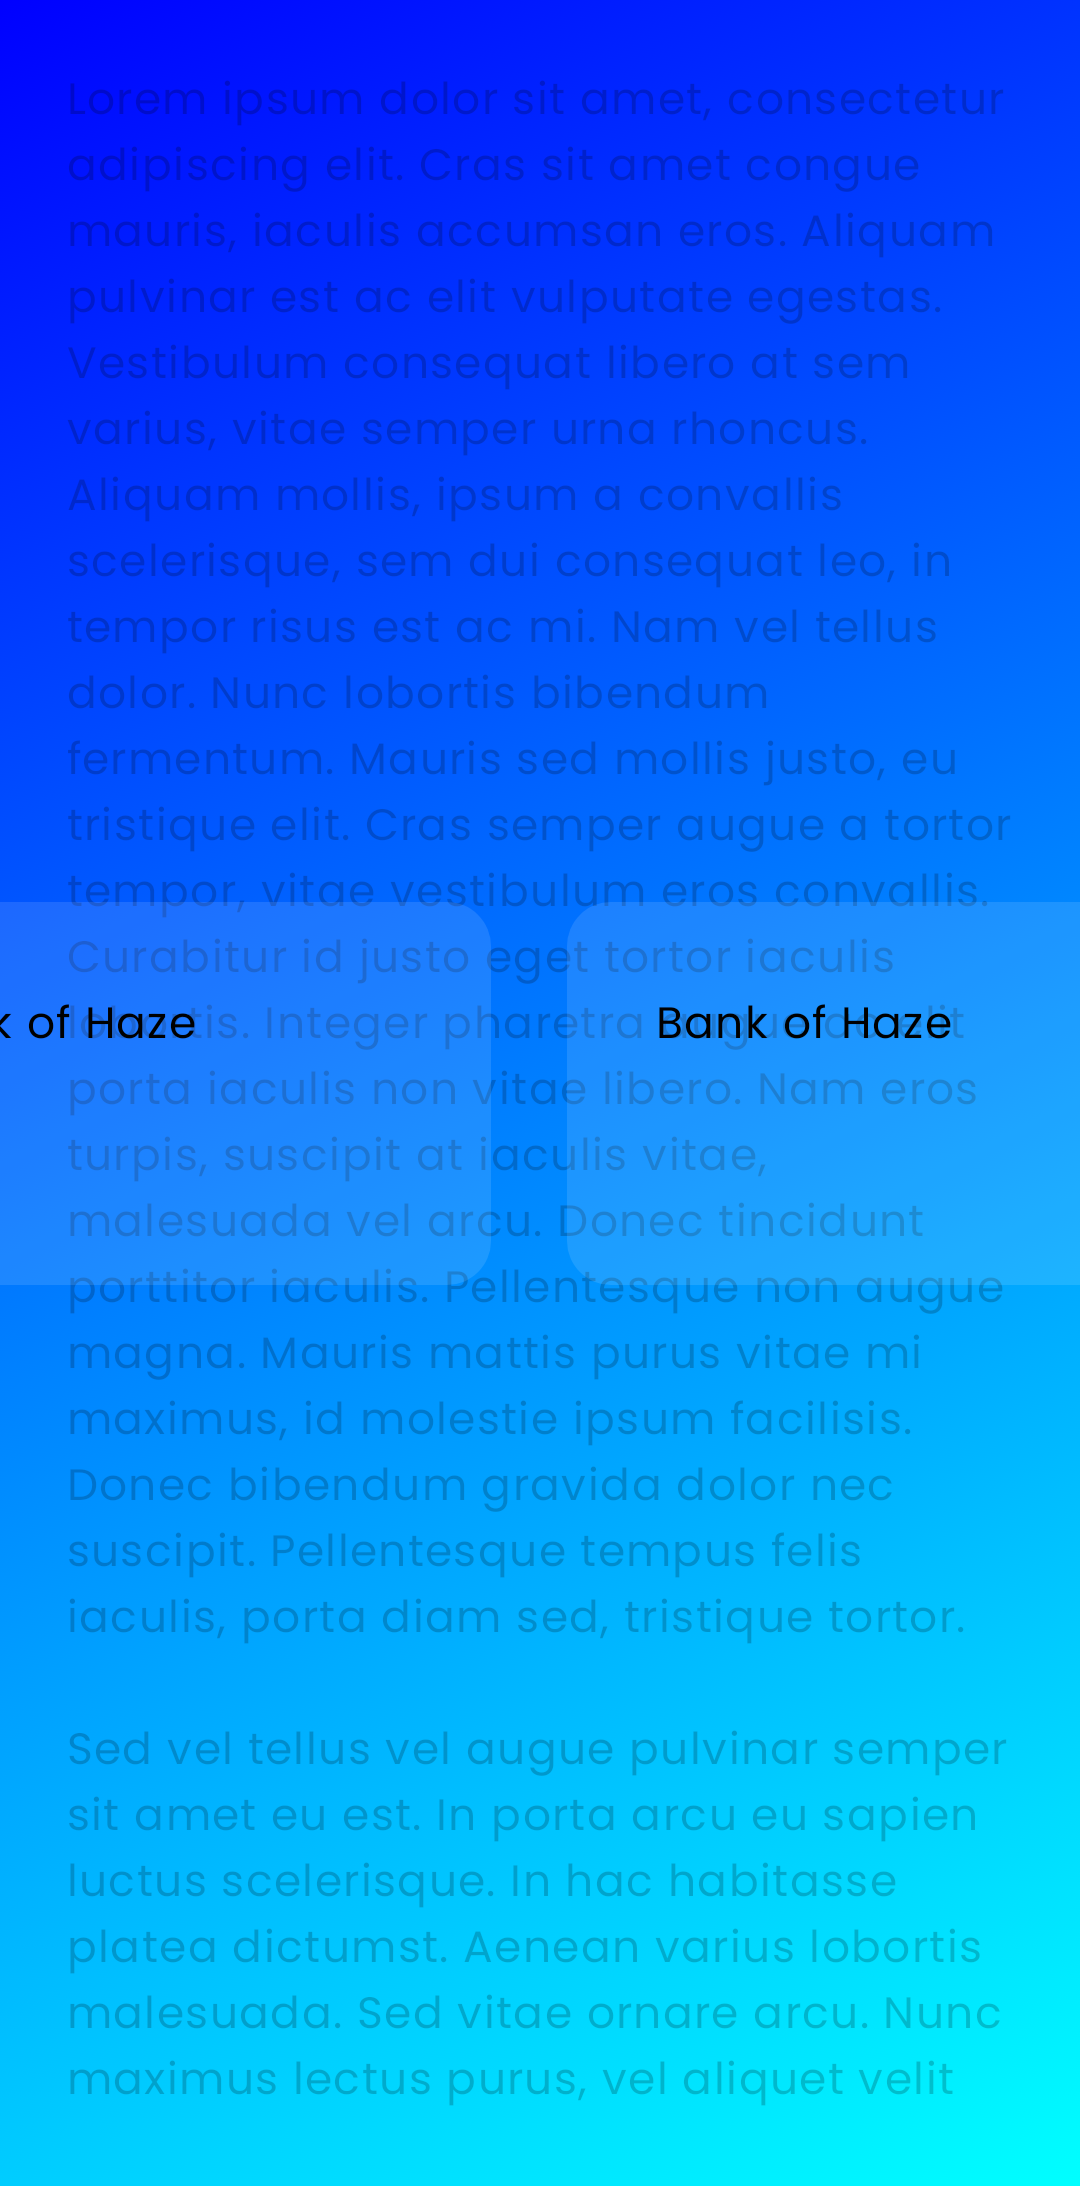 Lorem ipsum dolor sit amet, consectetur
adipiscing elit. Cras sit amet congue
mauris, iaculis accumsan eros. Aliquam
pulvinar est ac elit vulputate egestas.
Vestibulum consequat libero at sem
varius, vitae semper urna rhoncus.
Aliquam mollis, ipsum a convallis
scelerisque, sem dui consequat leo, in
tempor risus est ac mi. Nam vel tellus
dolor. Nunc lobortis bibendum
fermentum. Mauris sed mollis justo, eu
tristique elit. Cras semper augue a tortor
tempor, vitae vestibulum eros convallis.
Curabitur id justo eget tortor iaculis
lobortis. Integer pharetra augue ac elit
k of Haze
Bank of Haze
porta iaculis non vitae libero. Nam eros
turpis, suscipit at iaculis vitae,
malesuada vel arcu. Donec tincidunt
porttitor iaculis. Pellentesque non augue
magna. Mauris mattis purus vitae mi
maximus, id molestie ipsum facilisis.
Donec bibendum gravida dolor nec
suscipit. Pellentesque tempus felis
iaculis, porta diam sed, tristique tortor.
Sed vel tellus vel augue pulvinar semper
sit amet eu est. In porta arcu eu sapien
luctus scelerisque. In hac habitasse
platea dictumst. Aenean varius lobortis
malesuada. Sed vitae ornare arcu. Nunc
maximus lectus purus, vel aliquet velit